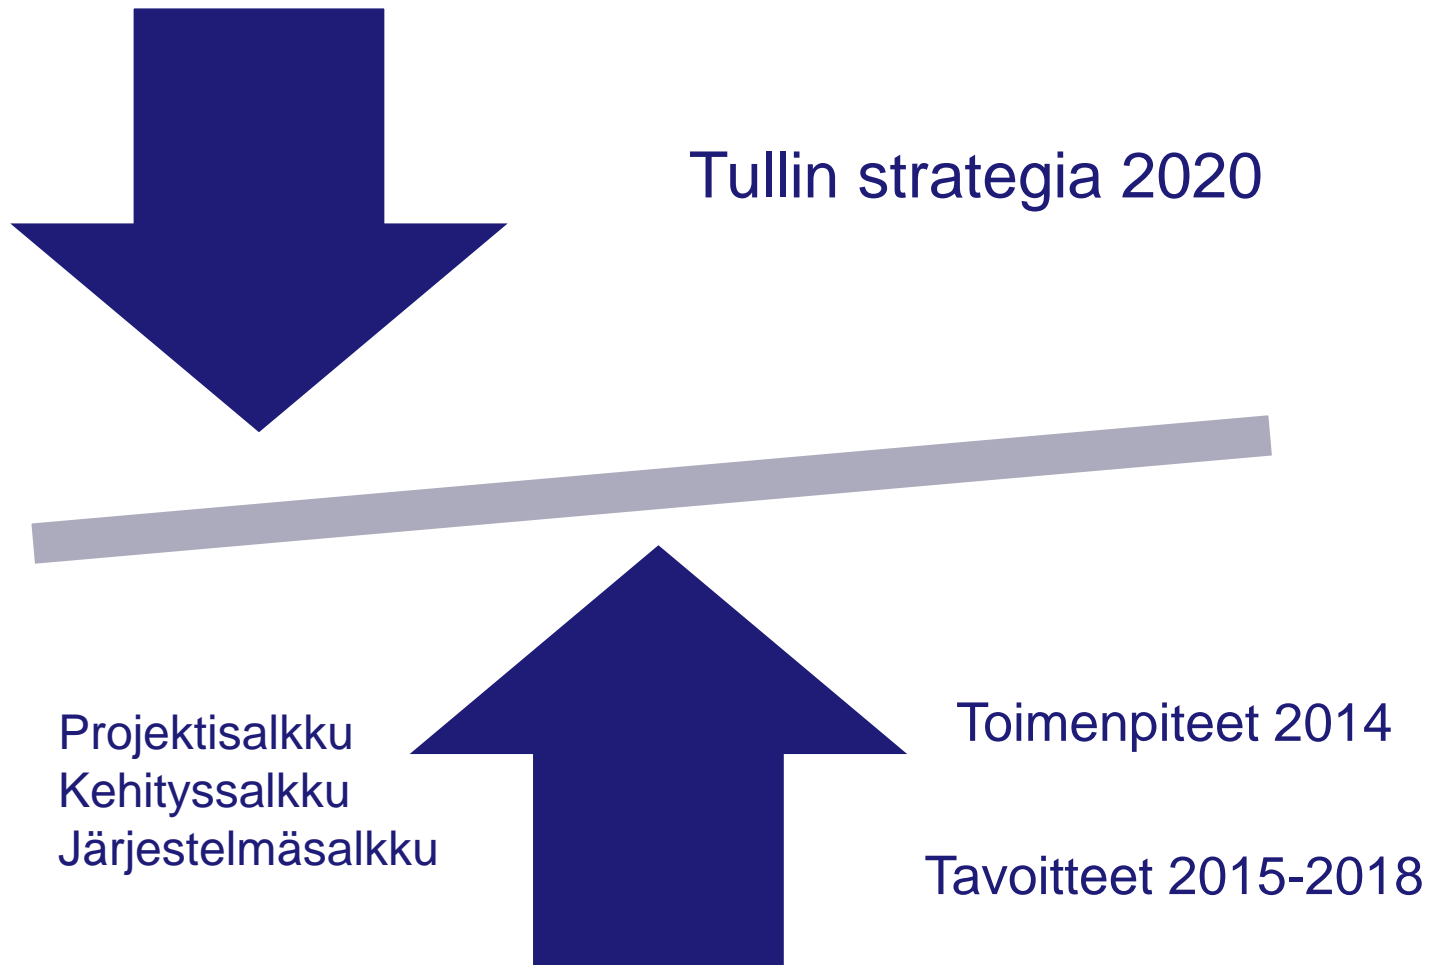 Tullin strategia 2020
Projektisalkku
Kehityssalkku
Järjestelmäsalkku
Toimenpiteet 2014
Tavoitteet 2015-2018